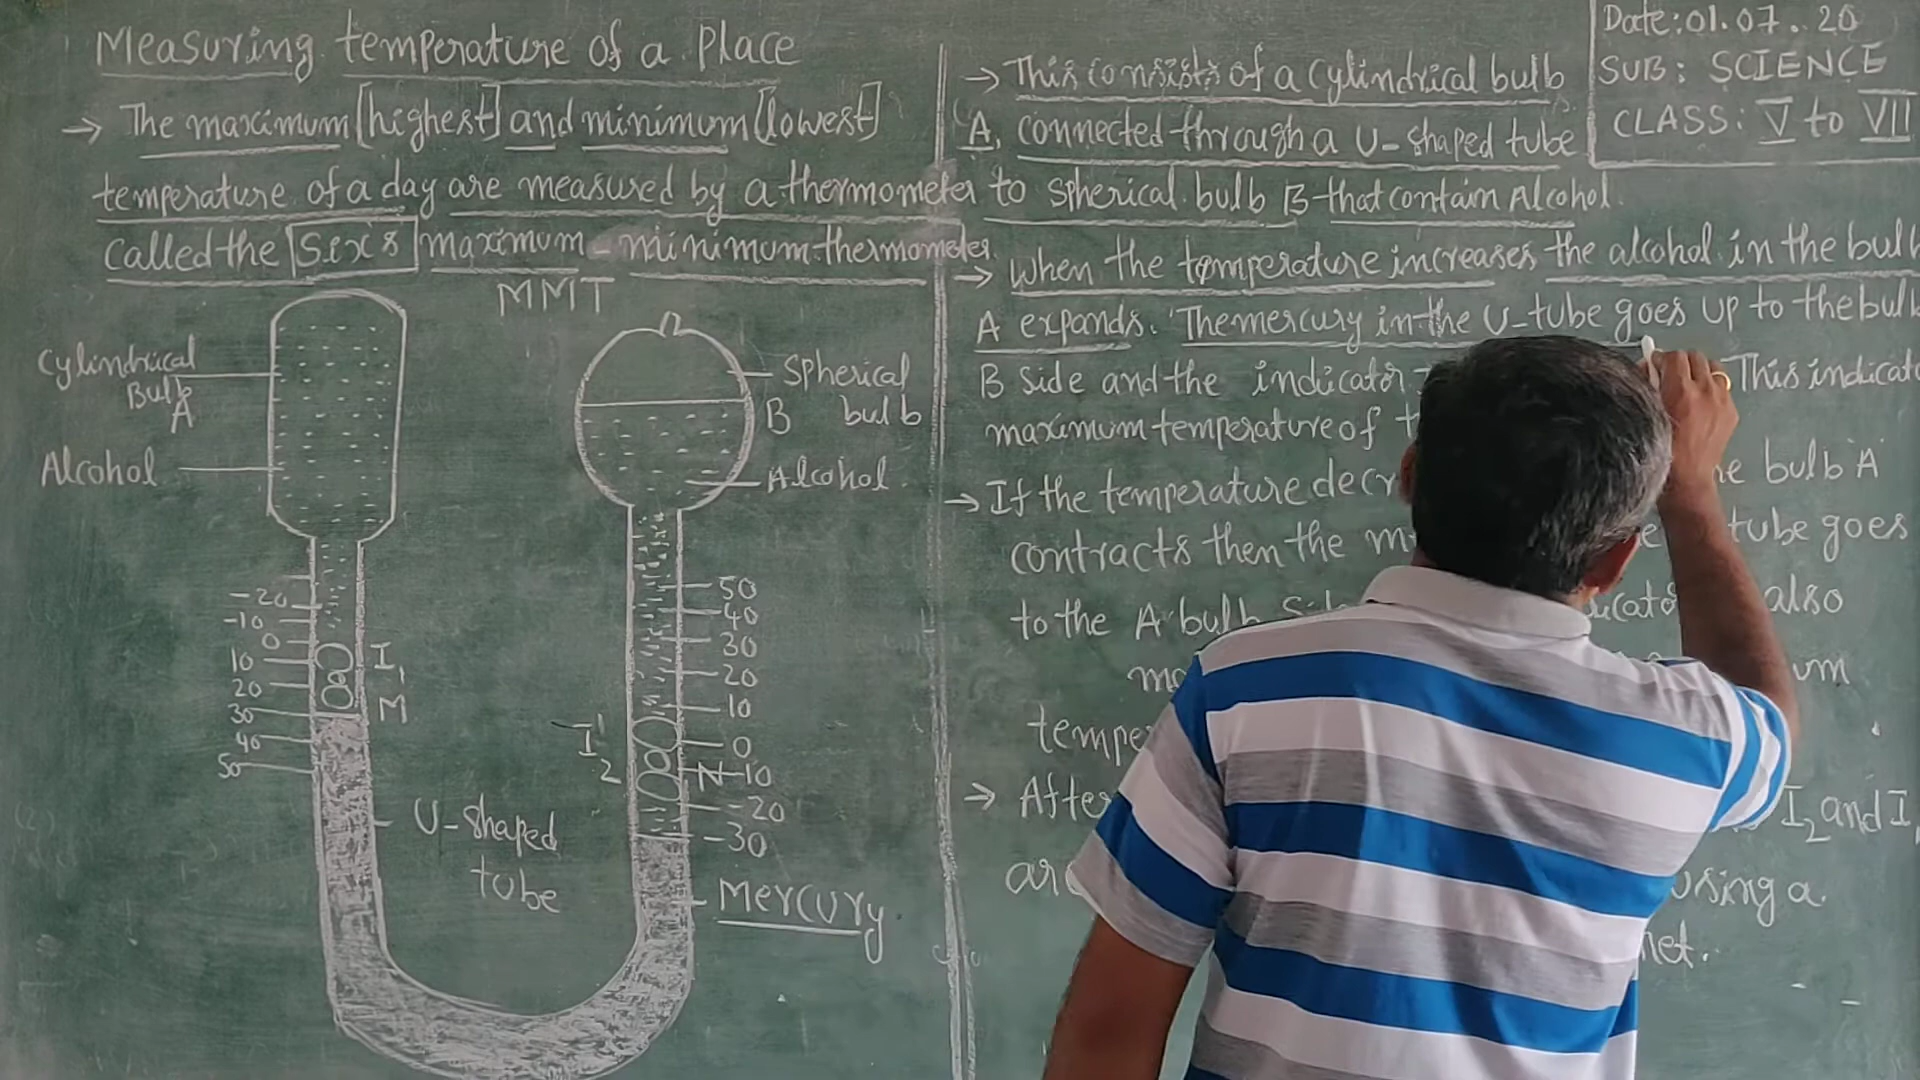 Measuring temperature of a place
→ The maximum [highest] and minimum [lowest]
temperature of a day are measured by a thermometer
called the Six's maximum - minimum thermometer
MMT
Cylindrical
Bulb
A
Alcohol
Spherical
bulb
B
Alcohol.
-20
-10
0
10
20
30
40
50
I1
M
50
40
30
20
10
0
N-10
-20
-30
I2
U-shaped
tube
Mercury
Date: 01.07..20
SUB: SCIENCE
CLASS: V to VII
→ This consists of a cylindrical bulb
A, connected through a U-shaped tube
to spherical bulb B that contain Alcohol.
→ When the temperature increases the alcohol in the bulb
A expands. The mercury in the U-tube goes up to the bulb
B side and the indicator This indicat
maximum temperature of
→ If the temperature decr bulb A
contracts then the tube goes
to the A bulb also
tempe
→ Afte I2 and I1
using a